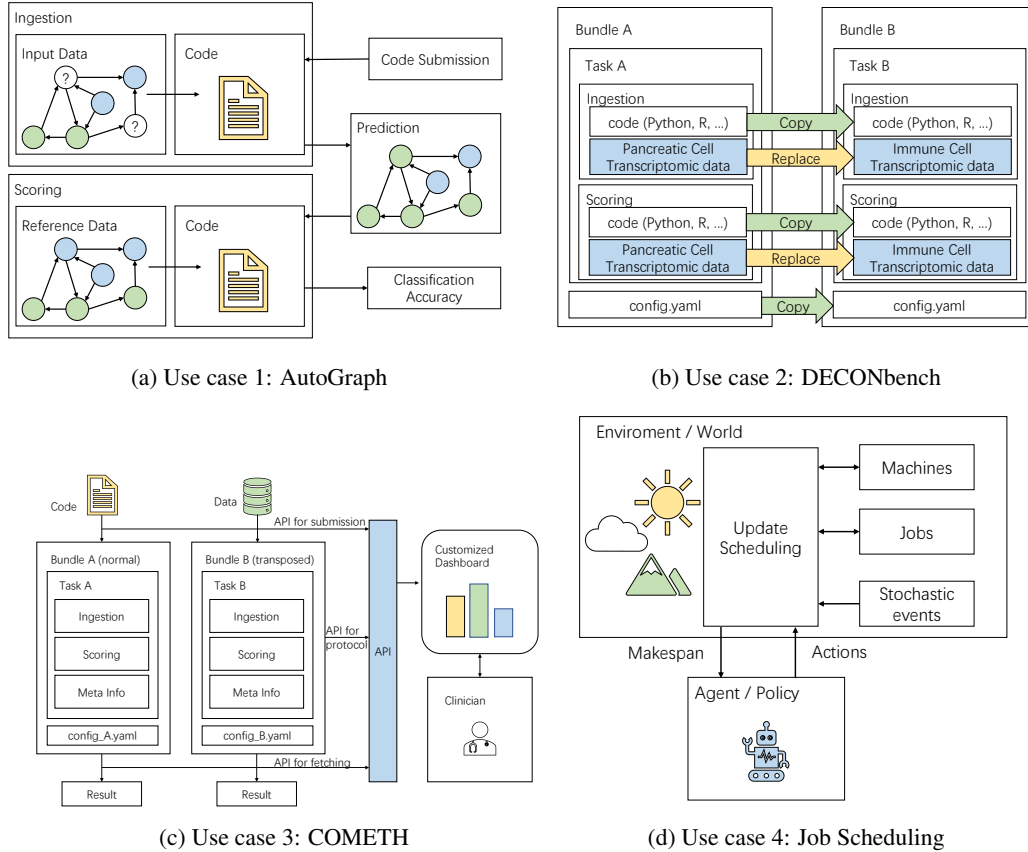 Ingestion
Input Data
?
?
Code
Code Submission
Prediction
Scoring
Reference Data
Code
Classification
Accuracy
(a) Use case 1: AutoGraph
Bundle A
Task A
Ingestion
code (Python, R, ...)
Pancreatic Cell
Transcriptomic data
Scoring
code (Python, R, ...)
Pancreatic Cell
Transcriptomic data
config.yaml
Copy
Replace
Copy
Replace
Copy
Bundle B
Task B
Ingestion
code (Python, R, ...)
Immune Cell
Transcriptomic data
Scoring
code (Python, R, ...)
Immune Cell
Transcriptomic data
config.yaml
(b) Use case 2: DECONbench
Code
Data
API for submission
Bundle A (normal)
Task A
Ingestion
Scoring
Meta Info
config_A.yaml
Result
Bundle B (transposed)
Task B
Ingestion
Scoring
Meta Info
config_B.yaml
Result
API for
protocol
API for fetching
API
Customized
Dashboard
Clinician
(c) Use case 3: COMETH
Enviroment / World
Update
Scheduling
Machines
Jobs
Stochastic
events
Makespan
Actions
Agent / Policy
(d) Use case 4: Job Scheduling